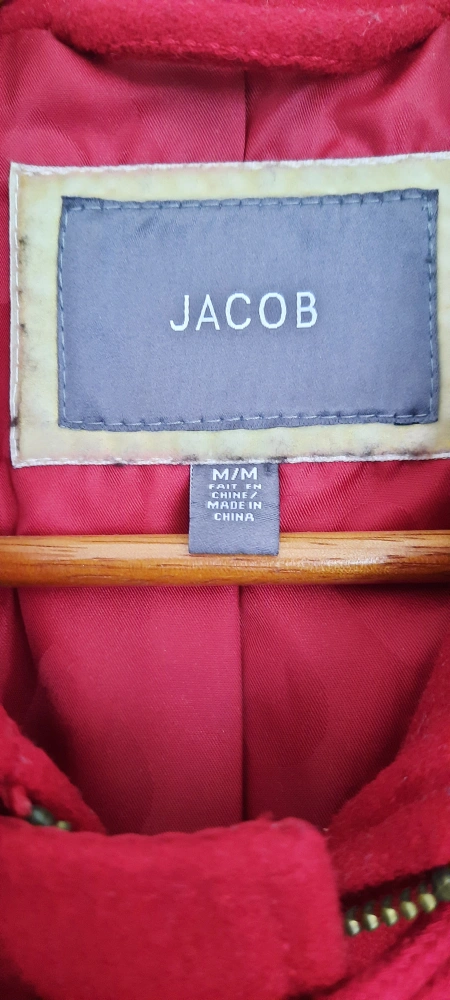 JACOB
M/M
FAIT EN
CHINE/
MADE IN
CHINA